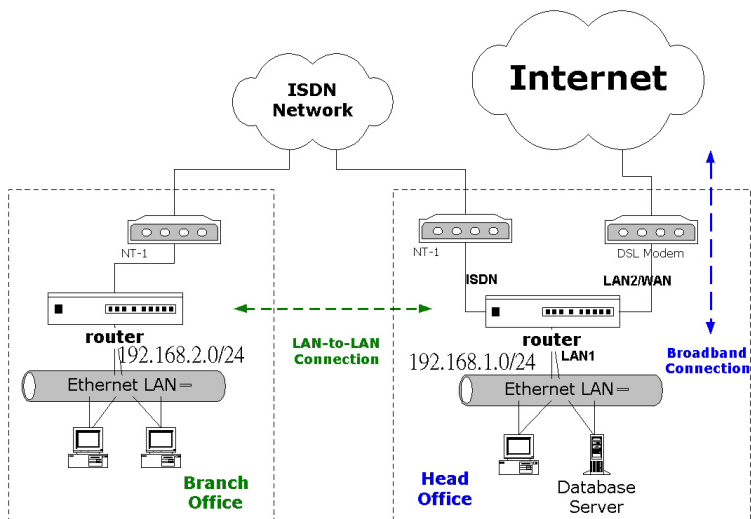 Internet
ISDN
Network
NT-1
NT-1
DSL Modem
ISDN
LAN2/WAN
router
router
LAN-to-LAN
Connection
192.168.2.0/24
192.168.1.0/24
LAN1
Broadband
Connection
Ethernet LAN
Ethernet LAN
Branch
Office
Head
Office
Database
Server